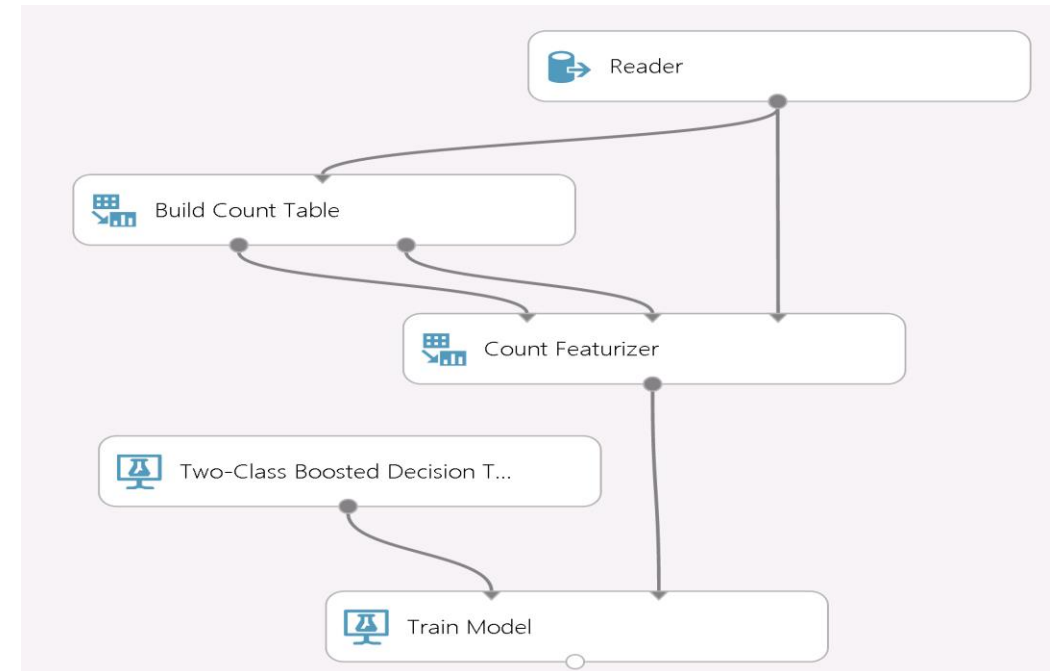 Reader
Build Count Table
Count Featurizer
Two-Class Boosted Decision T...
Train Model